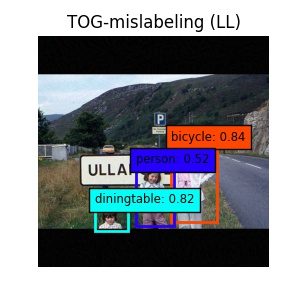 TOG-mislabeling (LL)
P
bicycle: 0.84
person: 0.52
ULLA
diningtable: 0.82